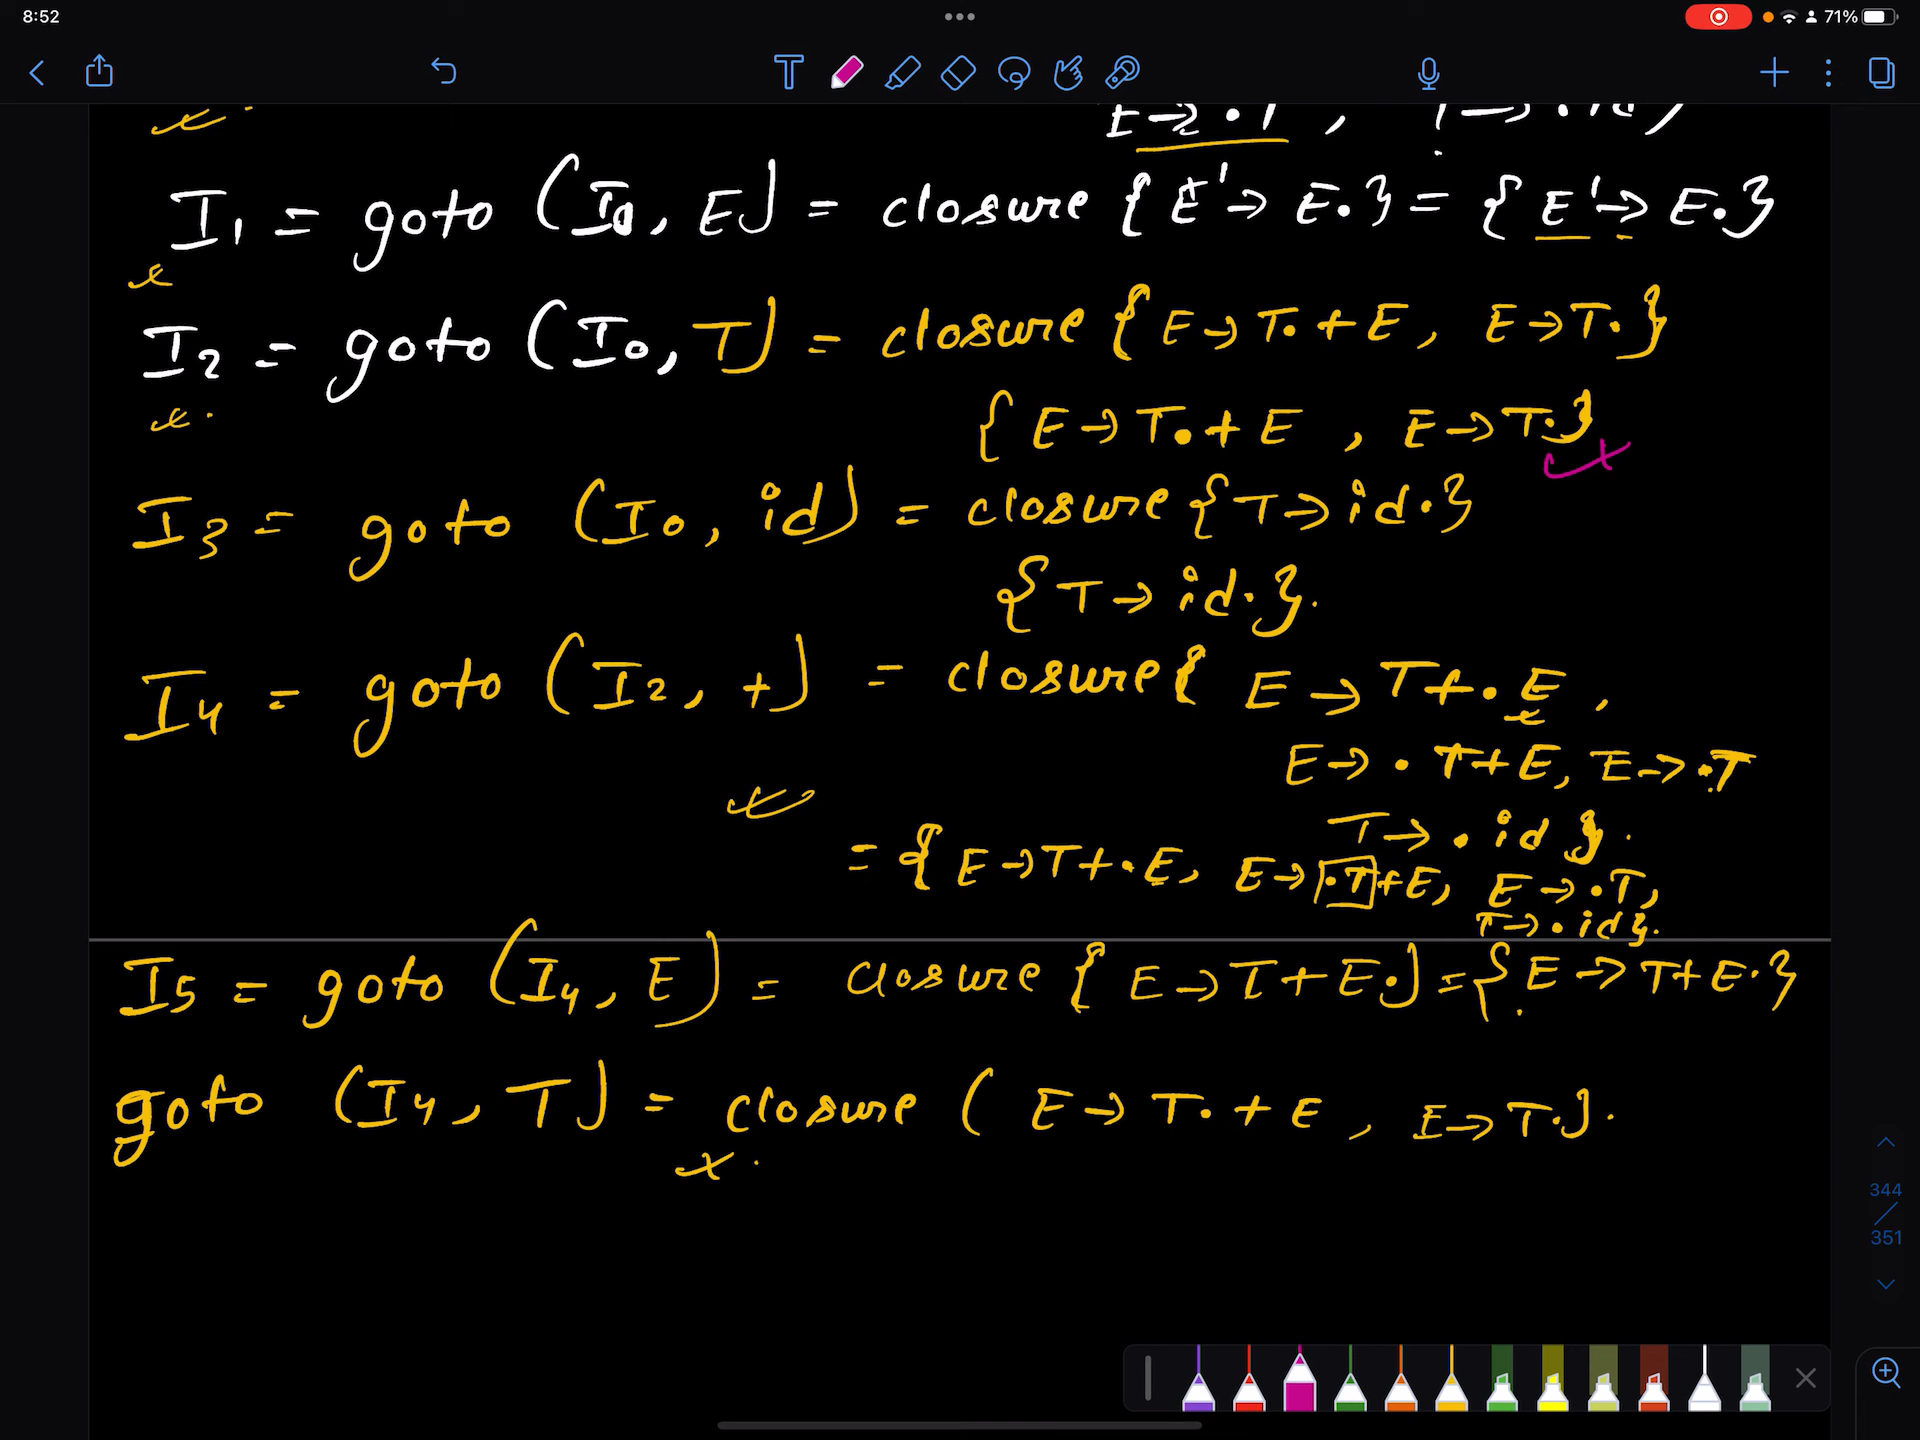 8:52
71%
E→ •T , T→ •id }
I1 = goto (I0, E) = closure { E'→ E•} = { E'→ E•}
I2 = goto (I0, T) = closure { E→ T• + E , E→T•}
{ E→ T• + E , E→T•}
I3 = goto (I0, id) = closure { T→id•}
{ T→ id•}.
I4 = goto (I2, +) = closure { E → T+ • E ,
E→ • T+E, E→ •T
T→ • id }.
= { E→T+ •E, E→ •T+E, E→ •T,
T→ • id }.
I5 = goto (I4, E) = closure { E→T+E•} = { E → T+E•}
goto (I4, T) = closure ( E→ T• + E , E→T•}.
344
351